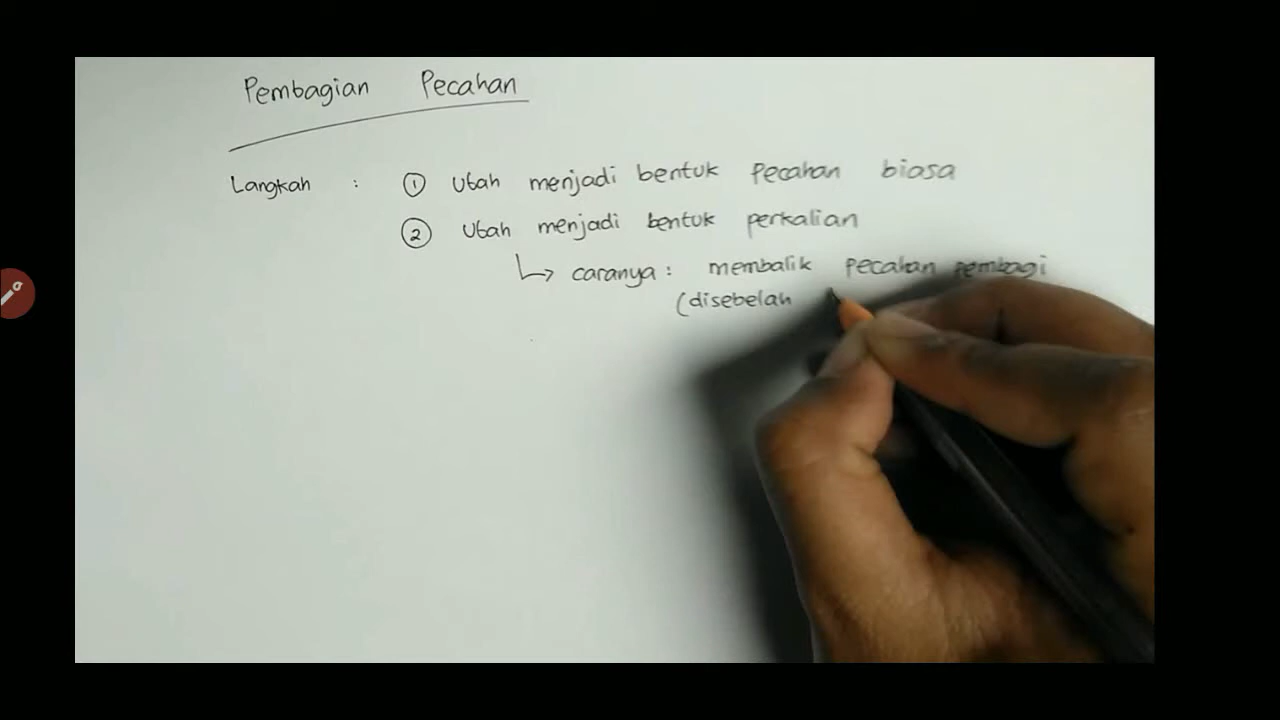 Pembagian Pecahan
Langkah : ① Ubah menjadi bentuk Pecahan biasa
② Ubah menjadi bentuk perkalian
↳ caranya : membalik pecahan pembagi
(disebelah